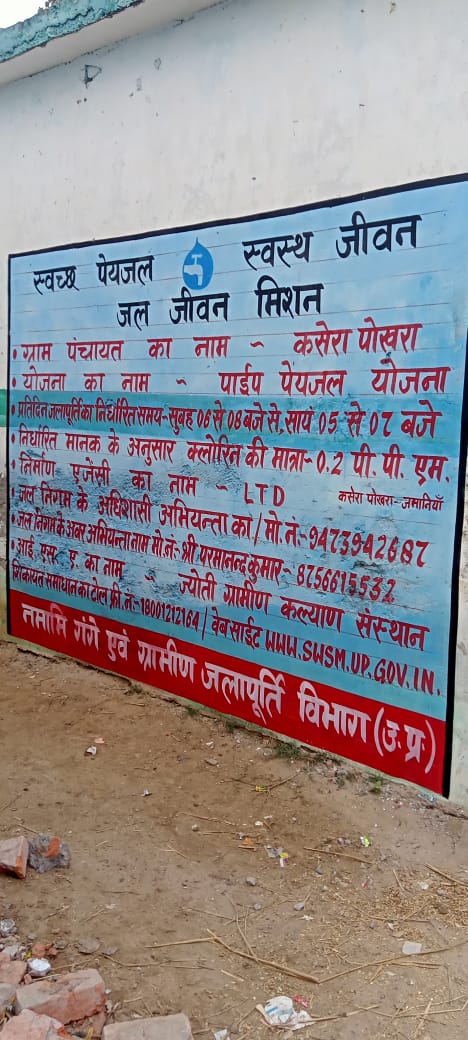 स्वच्छ पेयजल स्वस्थ जीवन
जल जीवन मिशन
• ग्राम पंचायत का नाम ~ कसेरा पोखरा
• योजना का नाम ~ पाईप पेयजल योजना
• प्रतिदिन जलापूर्ति का निर्धारित समय-सुबह 06 से 08 बजे से, सायं 05 से 07 बजे
• निर्धारित मानक के अनुसार क्लोरिन की मात्रा-0.2 पी. पी. एम.
• निर्माण एजेंसी का नाम ~ LTD कसेरा पोखरा-जमानियाँ
• जल निगम के अधिशासी अभियन्ता का / मो.नं-9473942687
• जल निगम के अवर अभियन्ता नाम मो.नं-श्री परमानन्द कुमार-8756615532
• आई. एस. ए. का नाम ~ ज्योती ग्रामीण कल्याण संस्थान
शिकायत समाधान का टोल फ्री.नं-18001212164 / वेब साईट WWW.SWSM.UP.GOV.IN.
नमामि गंगे एवं ग्रामीण जलापूर्ति विभाग (उ.प्र.)